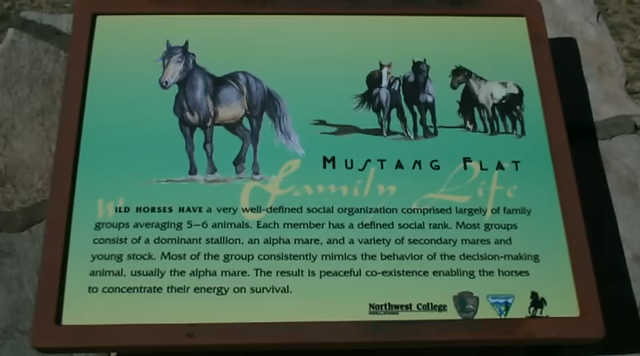 MUSTANG FLAT
Family Life
WILD HORSES HAVE a very well-defined social organization comprised largely of family
groups averaging 5–6 animals. Each member has a defined social rank. Most groups
consist of a dominant stallion, an alpha mare, and a variety of secondary mares and
young stock. Most of the group consistently mimics the behavior of the decision-making
animal, usually the alpha mare. The result is peaceful co-existence enabling the horses
to concentrate their energy on survival.
Northwest College